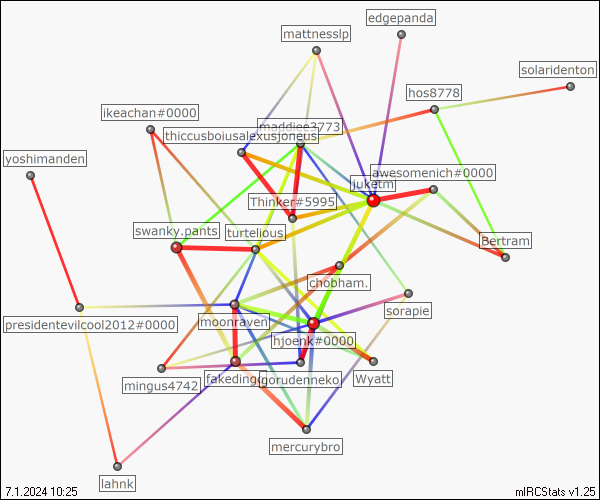 edgepanda
mattnesslp
solaridenton
hos8778
ikeachan#0000
maddiee3773
thiccusboiusalexusjoneus
yoshimanden
awesomenich#0000
juketm
Thinker#5995
swanky.pants
turtelious
Bertram
chobham.
sorapie
moonraven
presidentevilcool2012#0000
hjoenk#0000
mingus4742
fakeding
gorudenneko
Wyatt
mercurybro
lahnk
7.1.2024 10:25
mIRCStats v1.25